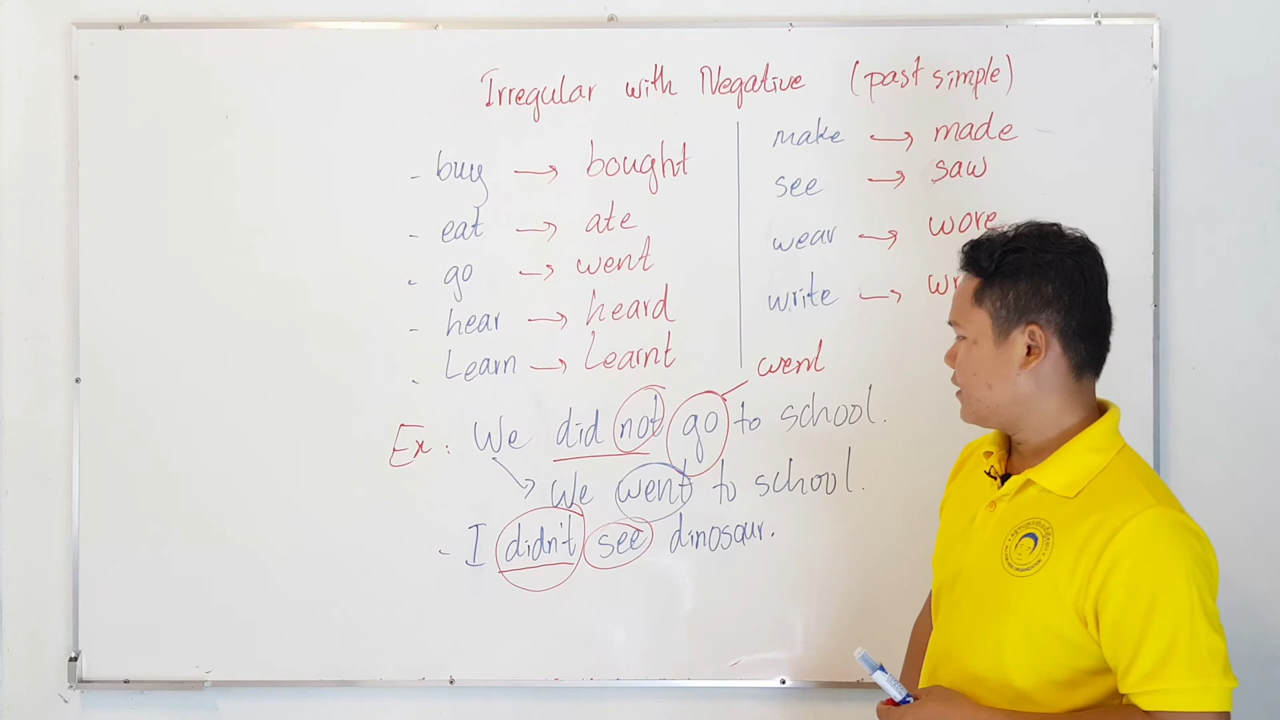 Irregular with Negative (past simple)
- buy → bought
- eat → ate
- go → went
- hear → heard
- Learn → Learnt
make → made
see → saw
wear → wore
write →
went
Ex: We did not go to school.
→ We went to school.
- I didn't see dinosaur.